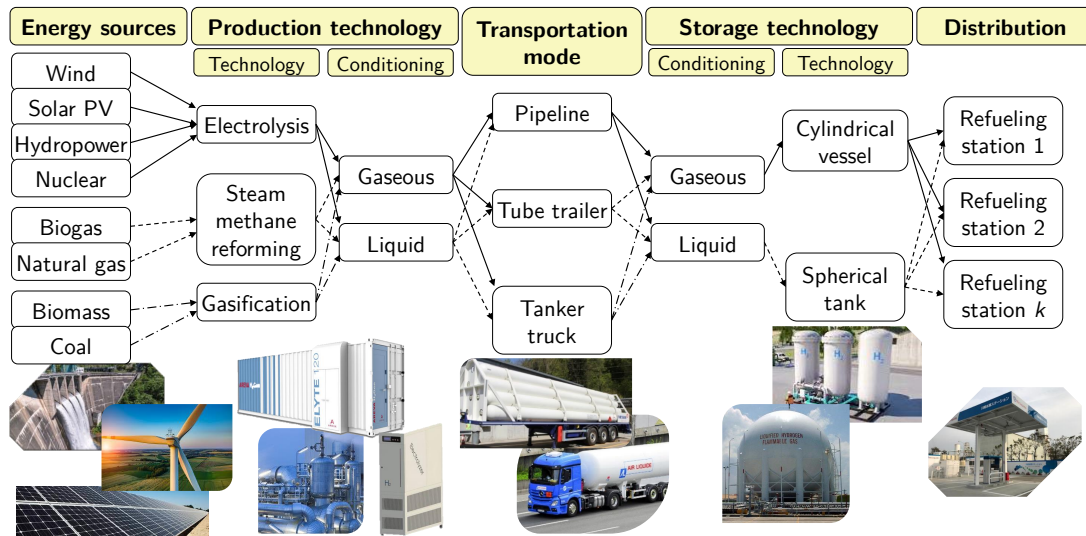 Energy sources
Production technology
Transportation
mode
Storage technology
Distribution
Technology
Conditioning
Conditioning
Technology
Wind
Solar PV
Hydropower
Nuclear
Biogas
Natural gas
Biomass
Coal
Electrolysis
Steam
methane
reforming
Gasification
Gaseous
Liquid
Pipeline
Tube trailer
Tanker
truck
Gaseous
Liquid
Cylindrical
vessel
Spherical
tank
Refueling
station 1
Refueling
station 2
Refueling
station k
ELYTE 120
H₂
AIR LIQUIDE
LIQUIFIED HYDROGEN
FLAMMABLE GAS
H₂
H₂
H₂